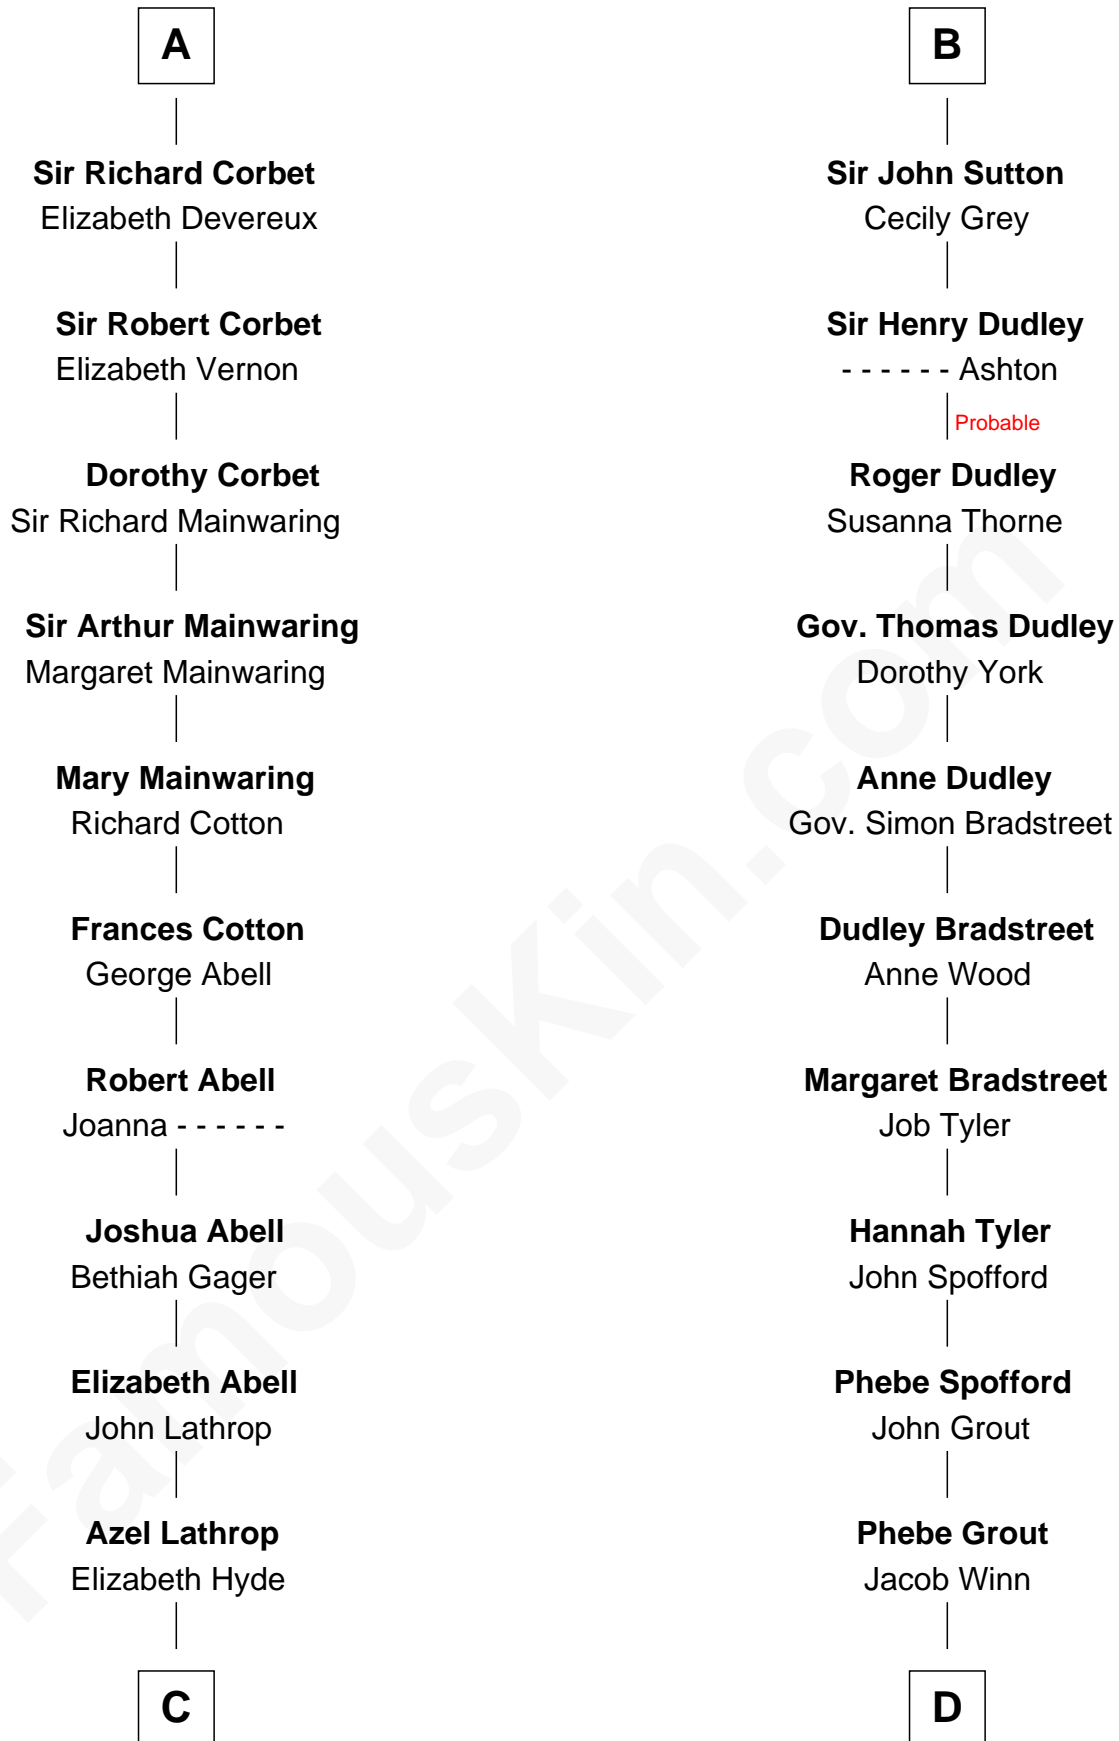 A
Sir Richard Corbet
Elizabeth Devereux
Sir Robert Corbet
Elizabeth Vernon
Dorothy Corbet
Sir Richard Mainwaring
Sir Arthur Mainwaring
Margaret Mainwaring
Mary Mainwaring
Richard Cotton
Frances Cotton
George Abell
Robert Abell
Joanna - - - - - -
Joshua Abell
Bethiah Gager
Elizabeth Abell
John Lathrop
Azel Lathrop
Elizabeth Hyde
C
B
Sir John Sutton
Cecily Grey
Sir Henry Dudley
- - - - - - Ashton
Probable
Roger Dudley
Susanna Thorne
Gov. Thomas Dudley
Dorothy York
Anne Dudley
Gov. Simon Bradstreet
Dudley Bradstreet
Anne Wood
Margaret Bradstreet
Job Tyler
Hannah Tyler
John Spofford
Phebe Spofford
John Grout
Phebe Grout
Jacob Winn
D
FamousKin.com